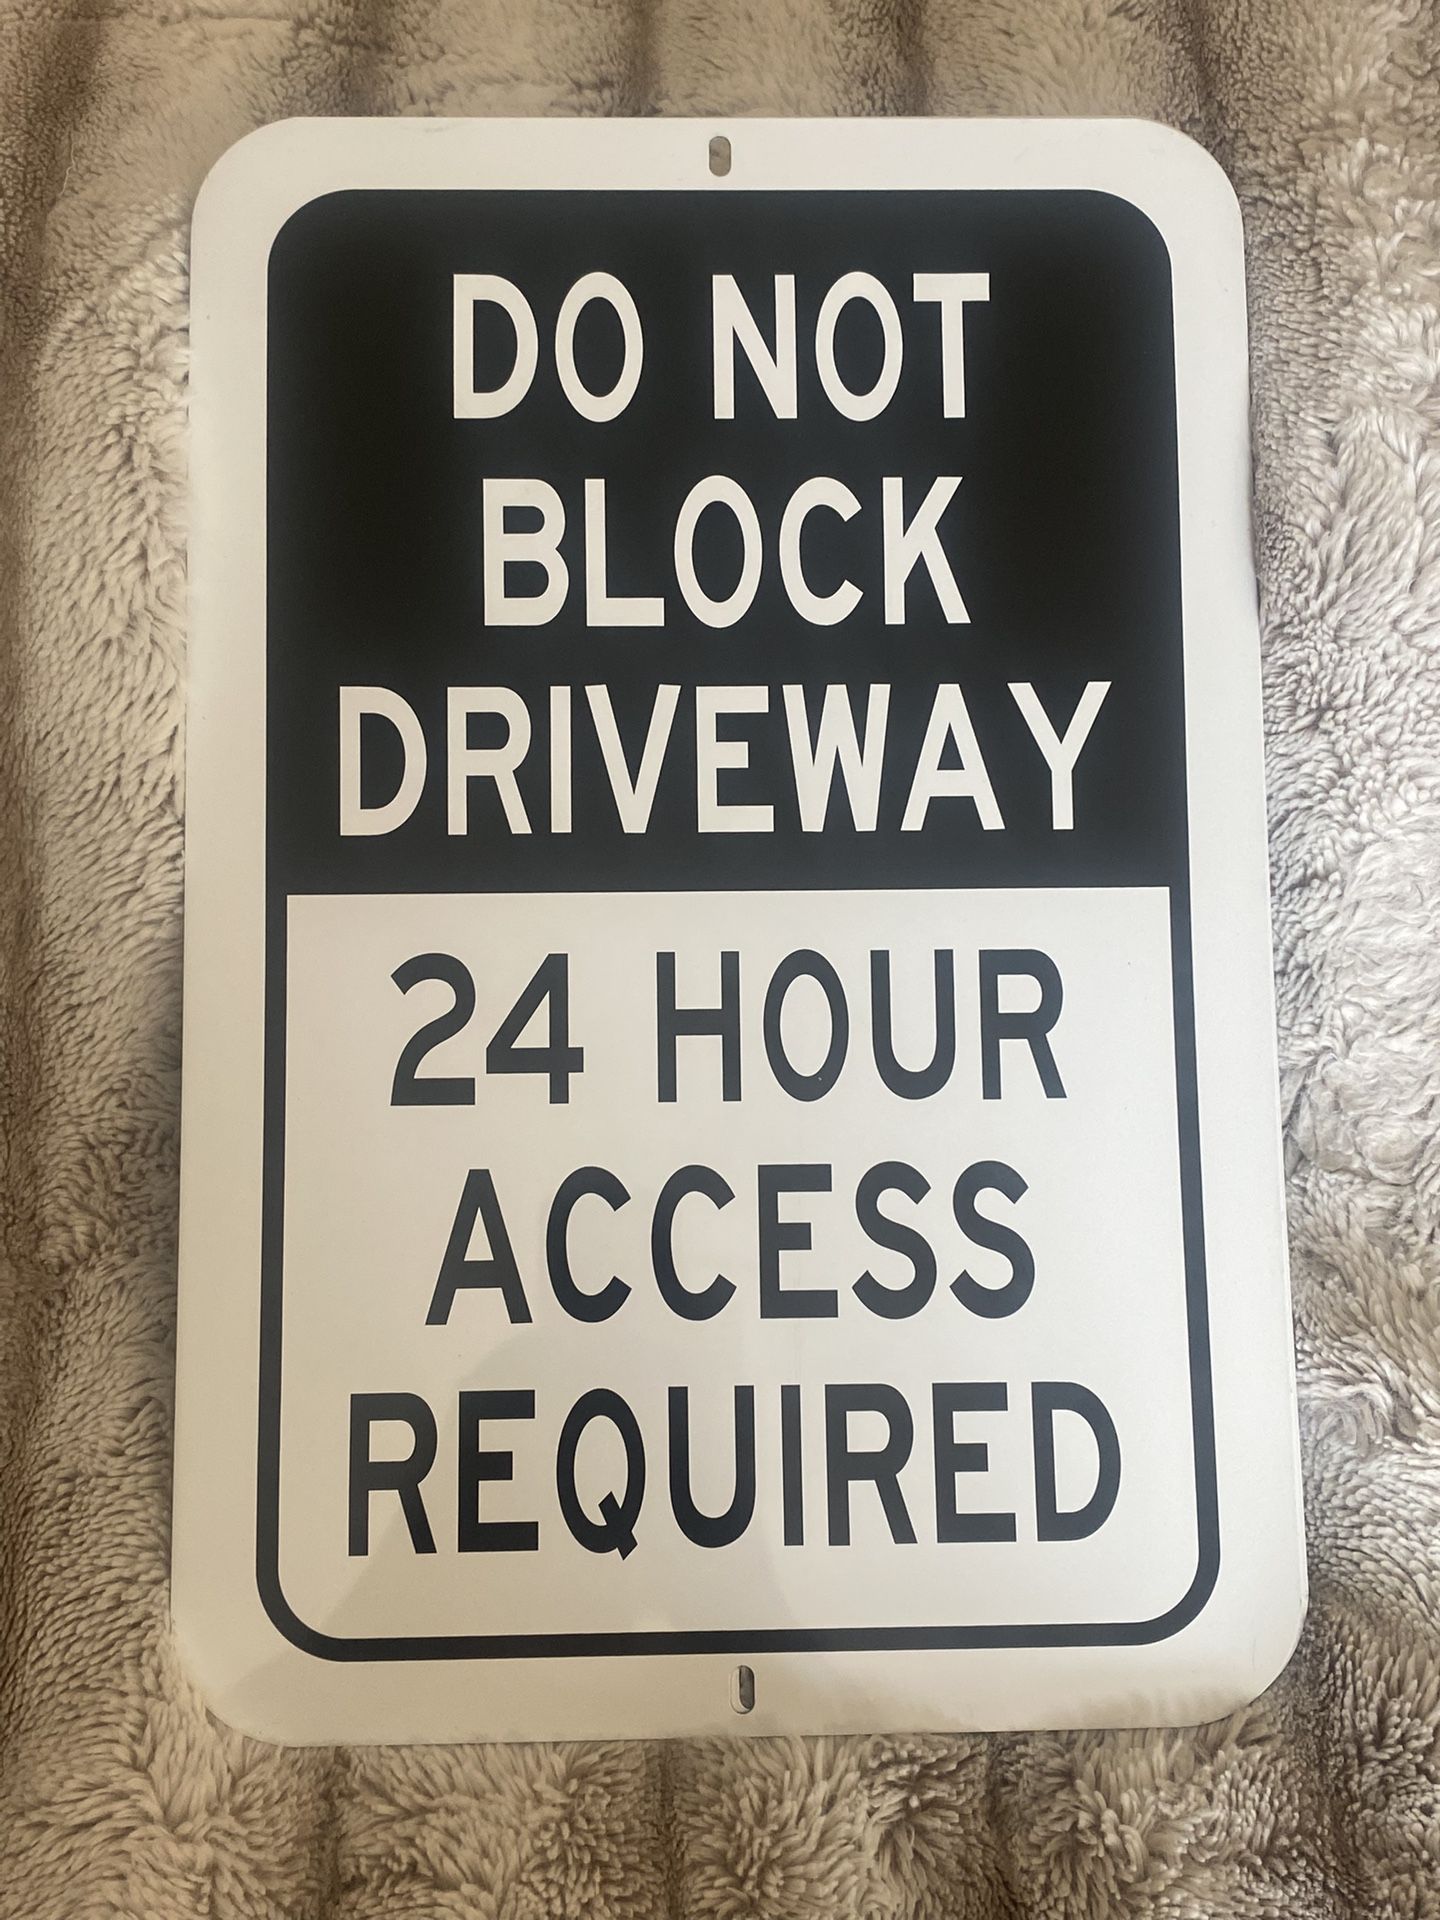 DO NOT
BLOCK
DRIVEWAY
24 HOUR
ACCESS
REQUIRED